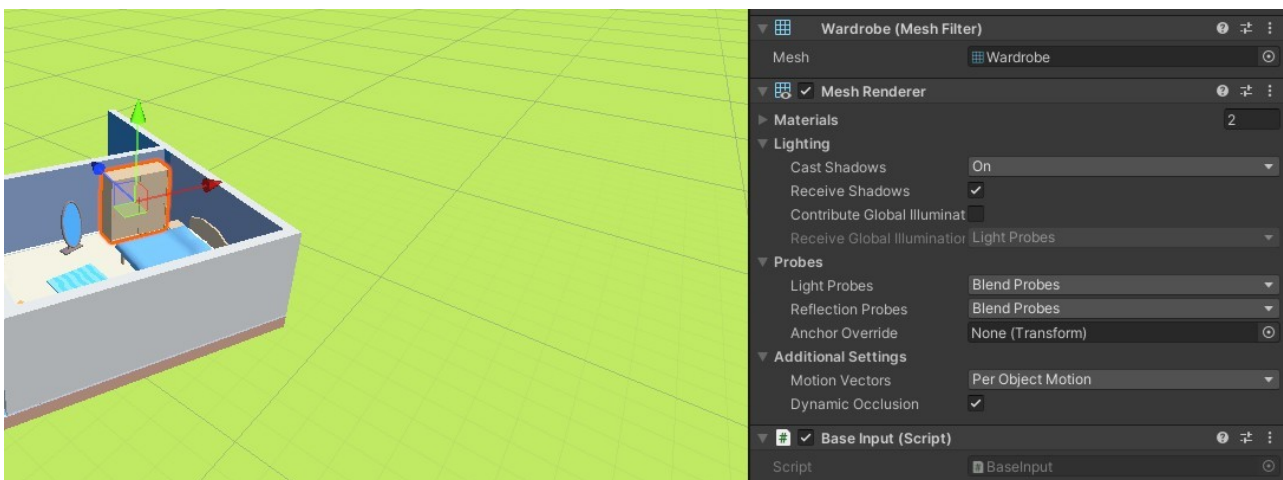 Wardrobe (Mesh Filter)
Mesh Wardrobe
Mesh Renderer
Materials 2
Lighting
Cast Shadows On
Receive Shadows
Contribute Global Illuminat
Receive Global Illumination Light Probes
Probes
Light Probes Blend Probes
Reflection Probes Blend Probes
Anchor Override None (Transform)
Additional Settings
Motion Vectors Per Object Motion
Dynamic Occlusion
# Base Input (Script)
Script BaseInput